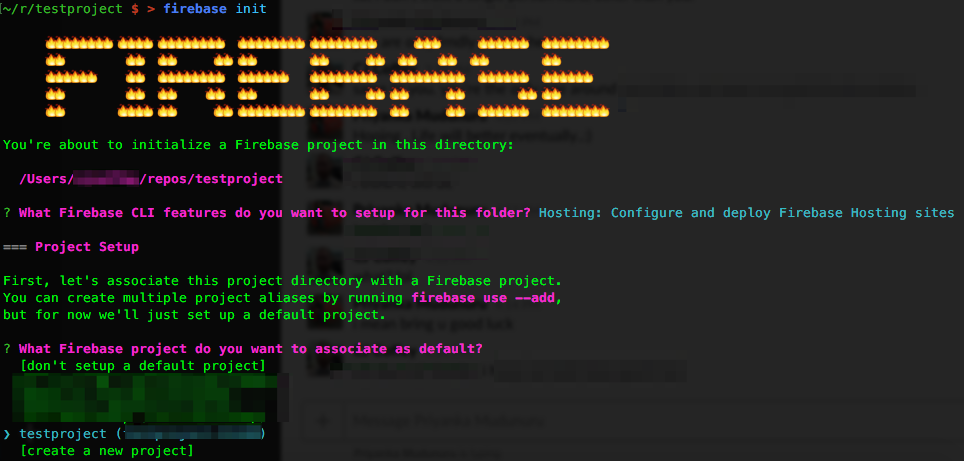 [~/r/testproject $ > firebase init
FIREBASE
You're about to initialize a Firebase project in this directory:
/Users/ /repos/testproject
? What Firebase CLI features do you want to setup for this folder? Hosting: Configure and deploy Firebase Hosting sites
=== Project Setup
First, let's associate this project directory with a Firebase project.
You can create multiple project aliases by running firebase use --add,
but for now we'll just set up a default project.
? What Firebase project do you want to associate as default?
[don't setup a default project]
❯ testproject ( )
[create a new project]